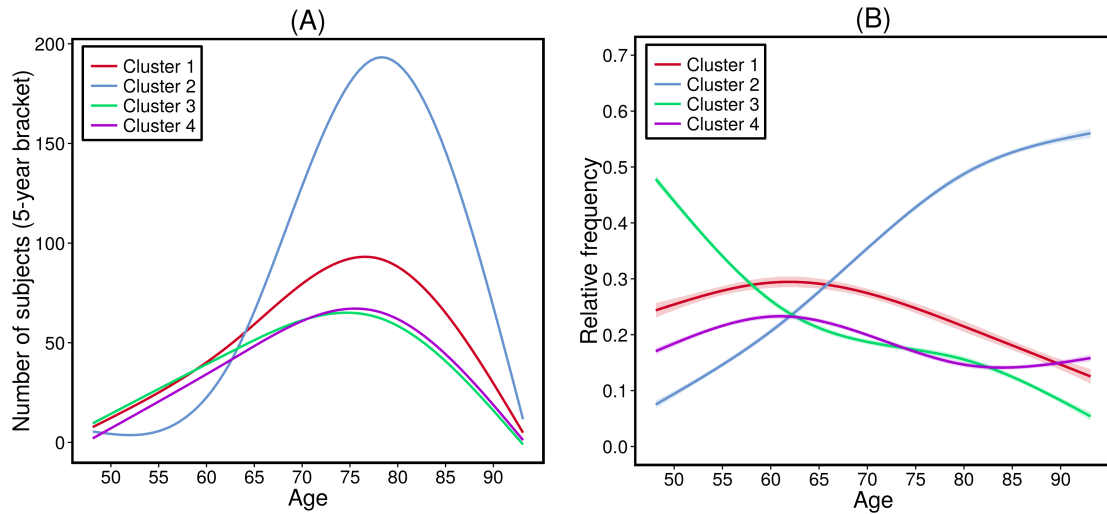 (A)
Number of subjects (5-year bracket)
200
150
100
50
0
Cluster 1
Cluster 2
Cluster 3
Cluster 4
50 55 60 65 70 75 80 85 90
Age
(B)
Relative frequency
0.7
0.6
0.5
0.4
0.3
0.2
0.1
0.0
Cluster 1
Cluster 2
Cluster 3
Cluster 4
50 55 60 65 70 75 80 85 90
Age